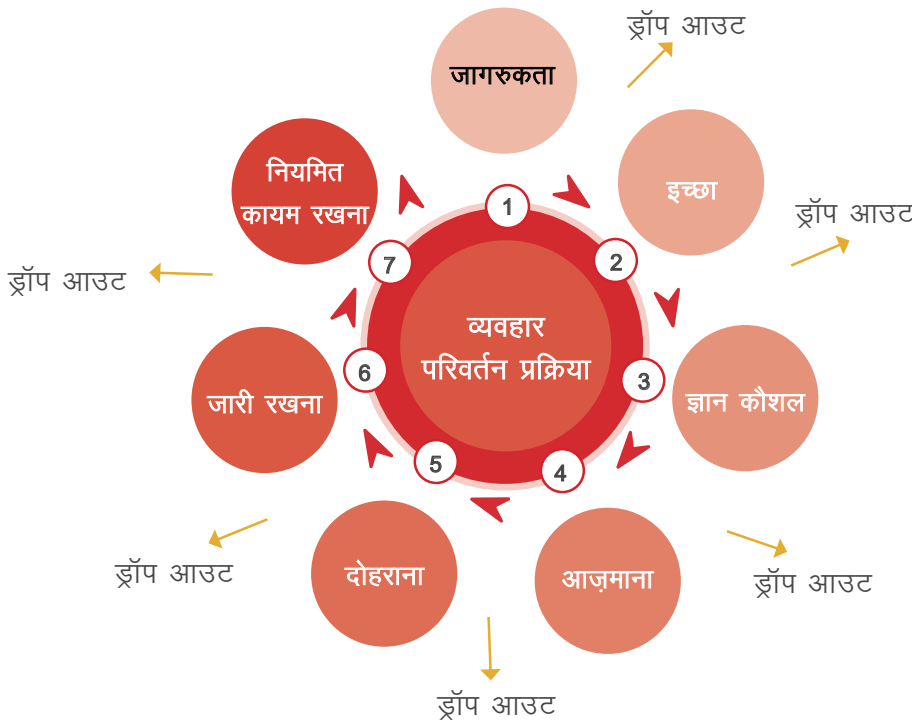 ड्रॉप आउट
जागरुकता
नियमित
कायम रखना
इच्छा
1
ड्रॉप आउट
2
7
ड्रॉप आउट
व्यवहार
परिवर्तन प्रक्रिया
6
3
जारी रखना
ज्ञान कौशल
5
4
दोहराना
आज़माना
ड्रॉप आउट
ड्रॉप आउट
ड्रॉप आउट